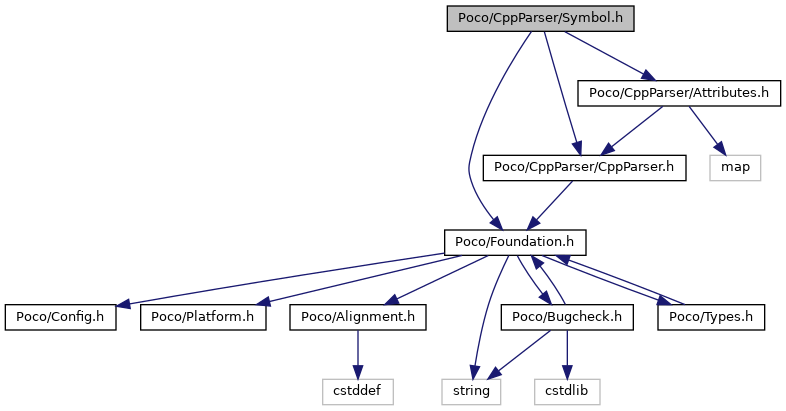 Poco/CppParser/Symbol.h
Poco/CppParser/Attributes.h
Poco/CppParser/CppParser.h
map
Poco/Foundation.h
Poco/Config.h
Poco/Platform.h
Poco/Alignment.h
Poco/Bugcheck.h
Poco/Types.h
cstddef
string
cstdlib